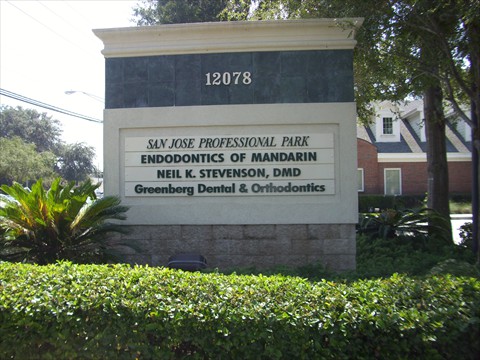 12078
SAN JOSE PROFESSIONAL PARK
ENDODONTICS OF MANDARIN
NEIL K. STEVENSON, DMD
Greenberg Dental & Orthodontics